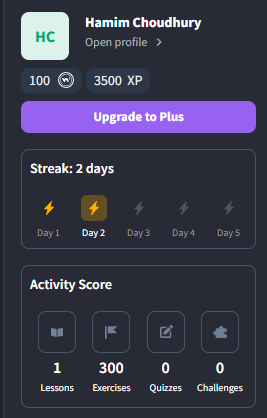 HC
Hamim Choudhury
Open profile
100
3500 XP
Upgrade to Plus
Streak: 2 days
Day 1 Day 2 Day 3 Day 4 Day 5
Activity Score
1 300 0 0
Lessons Exercises Quizzes Challenges